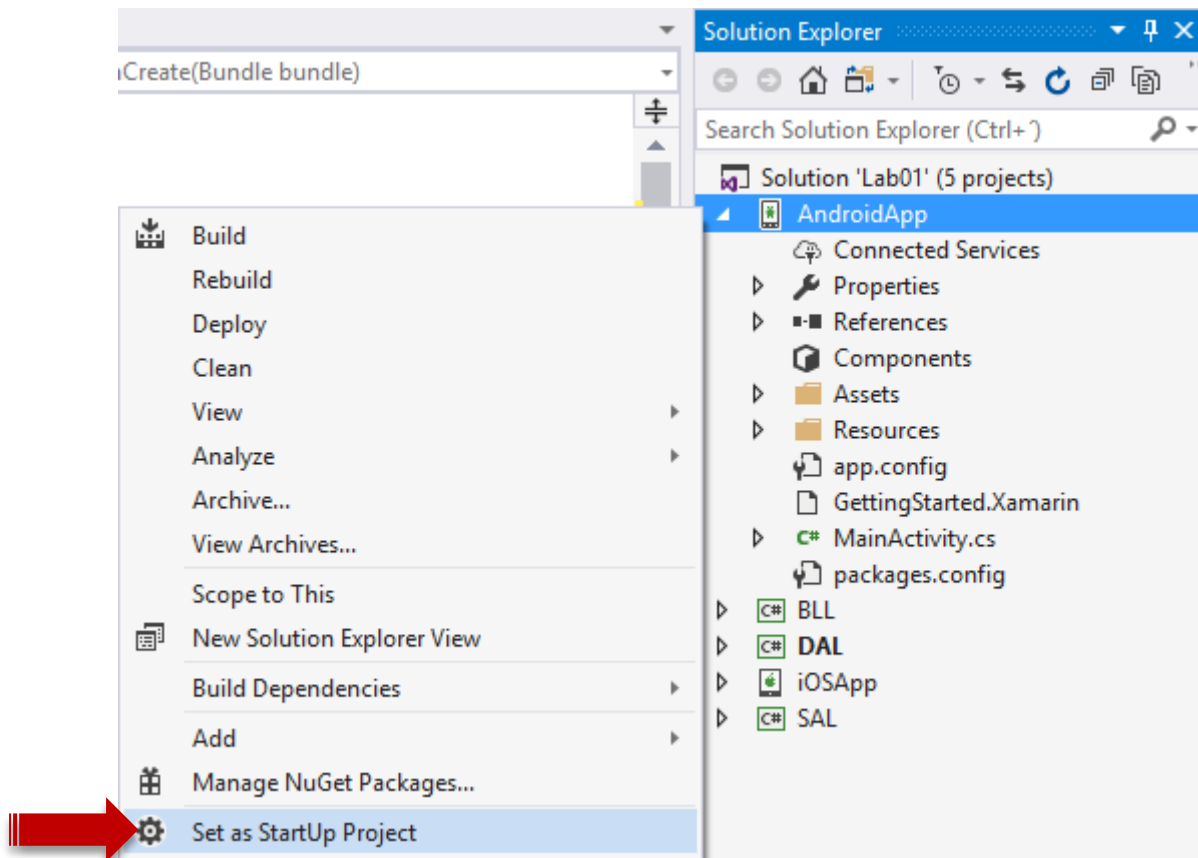 ıCreate(Bundle bundle)
Build
Rebuild
Deploy
Clean
View
Analyze
Archive...
View Archives...
Scope to This
New Solution Explorer View
Build Dependencies
Add
Manage NuGet Packages...
Set as StartUp Project
Solution Explorer
Search Solution Explorer (Ctrl+´)
Solution 'Lab01' (5 projects)
AndroidApp
Connected Services
Properties
References
Components
Assets
Resources
app.config
GettingStarted.Xamarin
C# MainActivity.cs
packages.config
C# BLL
C# DAL
iOSApp
C# SAL